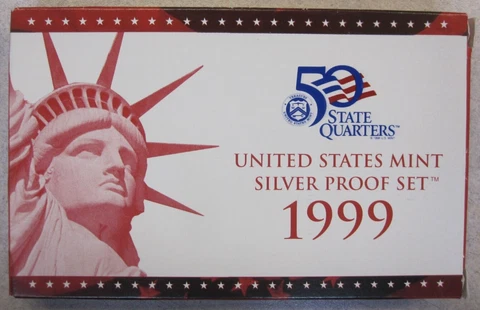 50
STATE
QUARTERS™
UNITED STATES MINT
SILVER PROOF SET™
1999